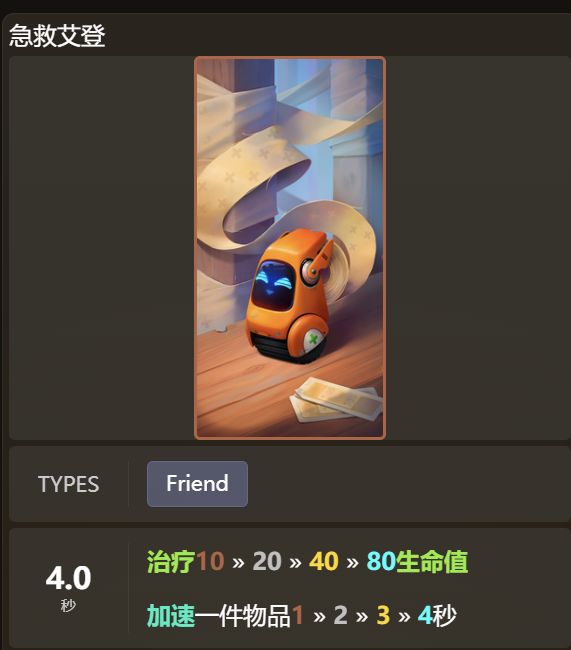 急救艾登
TYPES
Friend
4.0
秒
治疗10 » 20 » 40 » 80生命值
加速一件物品1 » 2 » 3 » 4秒